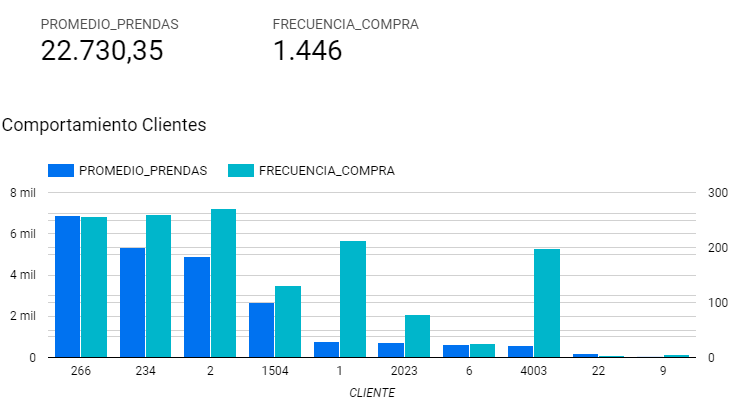 PROMEDIO_PRENDAS FRECUENCIA_COMPRA
22.730,35 1.446
Comportamiento Clientes
PROMEDIO_PRENDAS FRECUENCIA_COMPRA
8 mil 300
6 mil 200
4 mil
2 mil 100
0 0
266 234 2 1504 1 2023 6 4003 22 9
CLIENTE